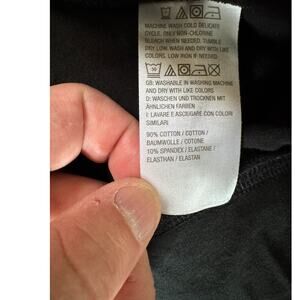 MACHINE WASH COLD DELICATE
CYCLE. ONLY NON-CHLORINE
BLEACH WHEN NEEDED. TUMBLE
DRY LOW. WASH AND DRY WITH LIKE
COLORS. LOW IRON IF NEEDED.
30
GB: WASHABLE IN WASHING MACHINE
AND DRY WITH LIKE COLORS
D: WASCHEN UND TROCKNEN MIT
ÄHNLICHEN FARBEN
I: LAVARE E ASCIUGARE CON COLORI
SIMILARI
90% COTTON / COTTON /
BAUMWOLLE / COTONE
10% SPANDEX / ELASTANE /
ELASTHAN / ELASTAN